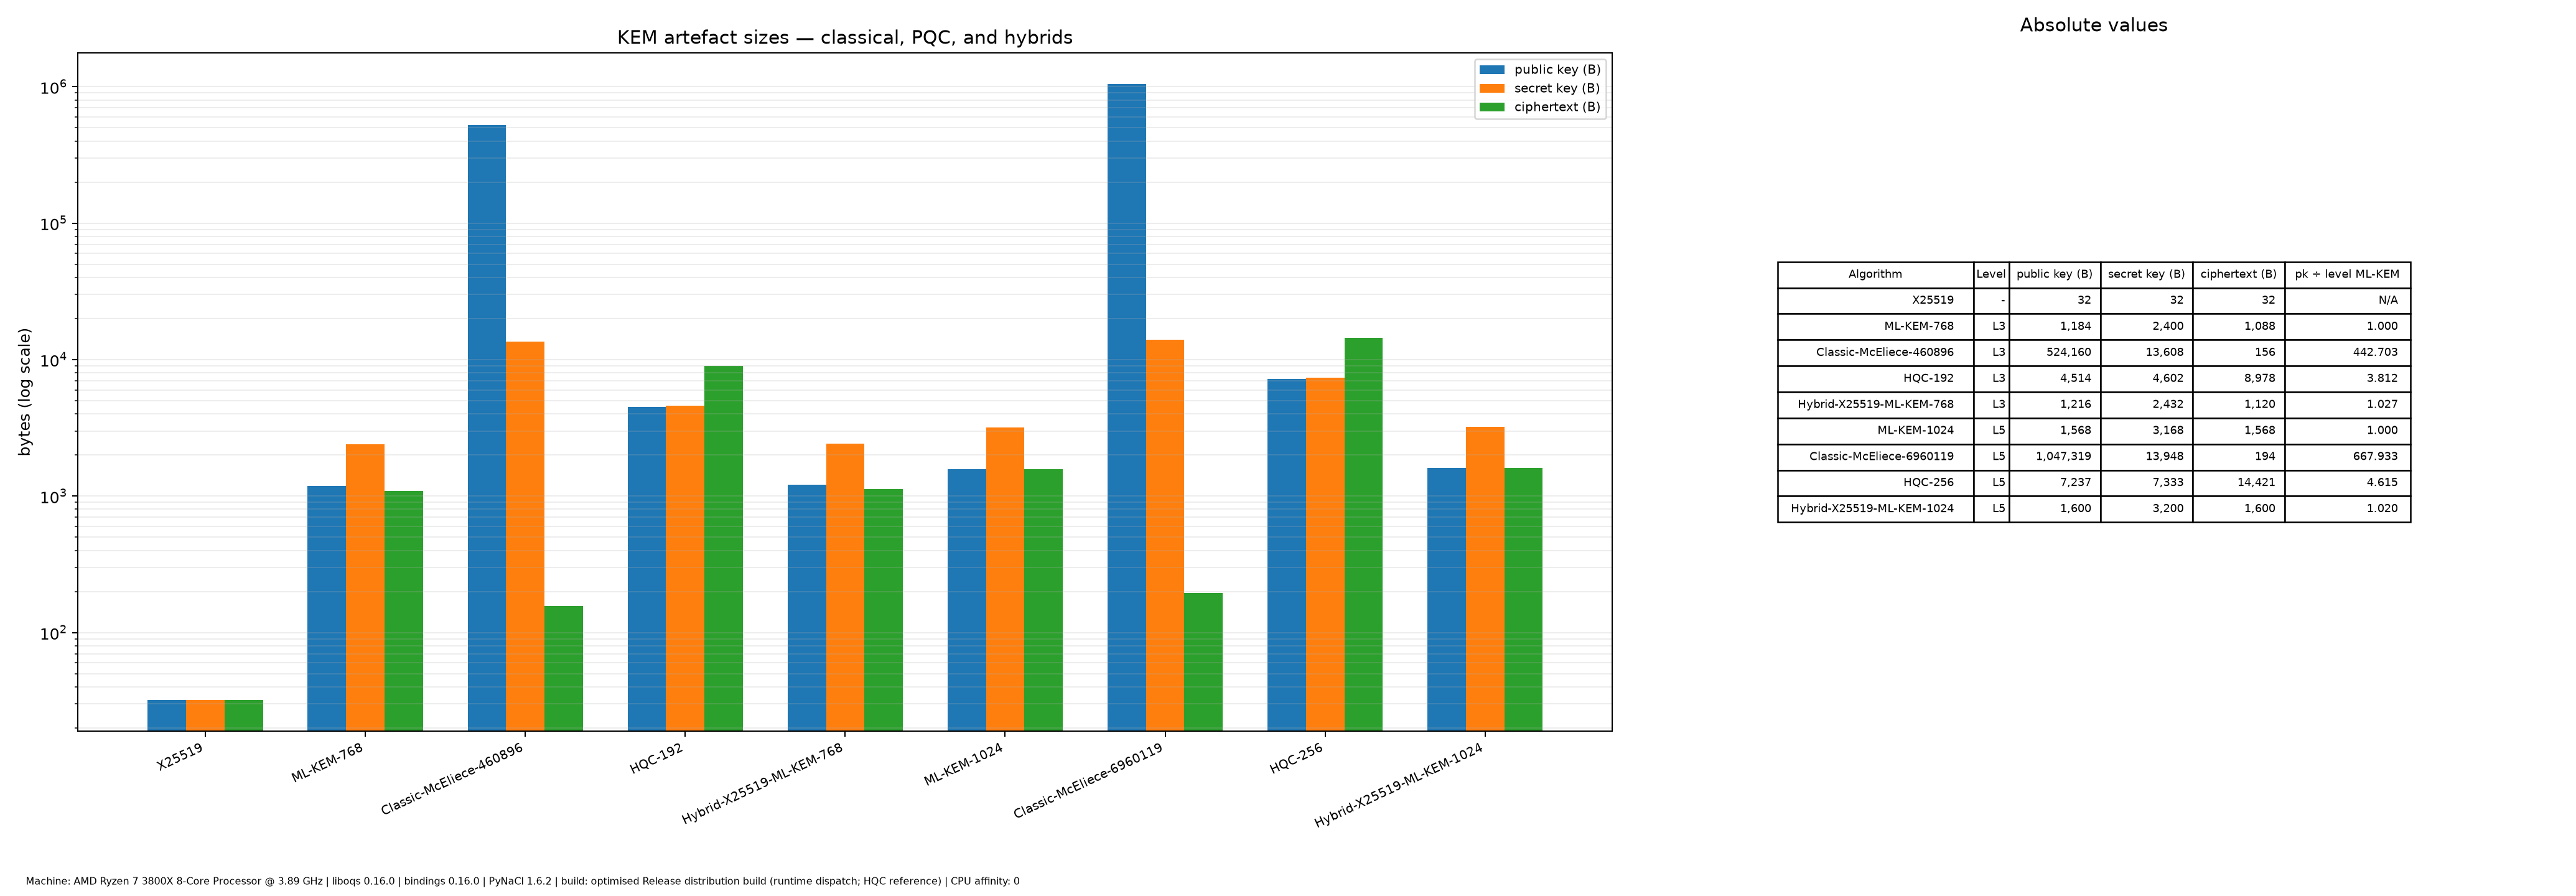 KEM artefact sizes — classical, PQC, and hybrids
public key (B)
secret key (B)
ciphertext (B)
bytes (log scale)
10⁶
10⁵
10⁴
10³
10²
X25519
ML-KEM-768
Classic-McEliece-460896
HQC-192
Hybrid-X25519-ML-KEM-768
ML-KEM-1024
Classic-McEliece-6960119
HQC-256
Hybrid-X25519-ML-KEM-1024
Absolute values
Algorithm Level public key (B) secret key (B) ciphertext (B) pk ÷ level ML-KEM
X25519 - 32 32 32 N/A
ML-KEM-768 L3 1,184 2,400 1,088 1.000
Classic-McEliece-460896 L3 524,160 13,608 156 442.703
HQC-192 L3 4,514 4,602 8,978 3.812
Hybrid-X25519-ML-KEM-768 L3 1,216 2,432 1,120 1.027
ML-KEM-1024 L5 1,568 3,168 1,568 1.000
Classic-McEliece-6960119 L5 1,047,319 13,948 194 667.933
HQC-256 L5 7,237 7,333 14,421 4.615
Hybrid-X25519-ML-KEM-1024 L5 1,600 3,200 1,600 1.020
Machine: AMD Ryzen 7 3800X 8-Core Processor @ 3.89 GHz | liboqs 0.16.0 | bindings 0.16.0 | PyNaCl 1.6.2 | build: optimised Release distribution build (runtime dispatch; HQC reference) | CPU affinity: 0